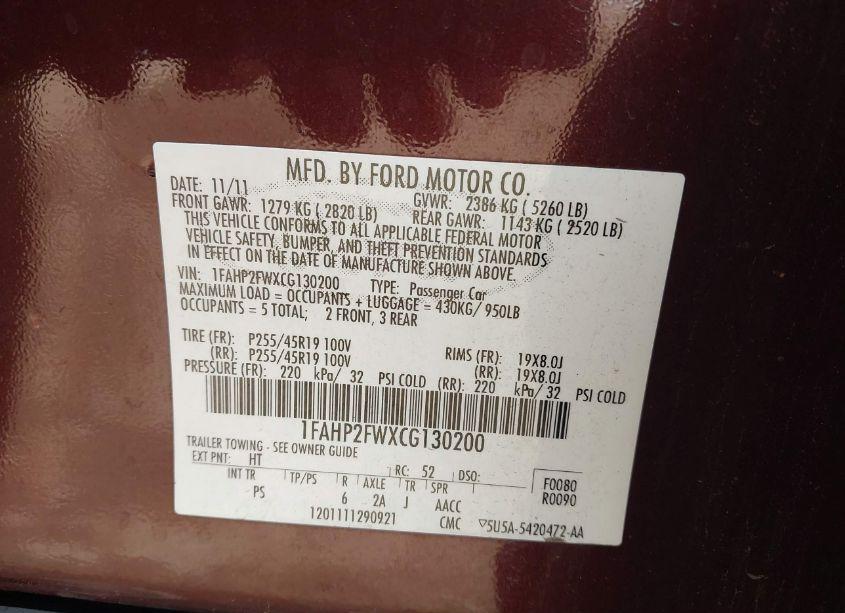 MFD. BY FORD MOTOR CO.
DATE: 11/11 GVWR: 2386 KG ( 5260 LB)
FRONT GAWR: 1279 KG ( 2820 LB) REAR GAWR: 1143 KG ( 2520 LB)
THIS VEHICLE CONFORMS TO ALL APPLICABLE FEDERAL MOTOR
VEHICLE SAFETY, BUMPER, AND THEFT PREVENTION STANDARDS
IN EFFECT ON THE DATE OF MANUFACTURE SHOWN ABOVE.
VIN: 1FAHP2FWXCG130200 TYPE: Passenger Car
MAXIMUM LOAD = OCCUPANTS + LUGGAGE = 430KG/ 950LB
OCCUPANTS = 5 TOTAL; 2 FRONT, 3 REAR
TIRE (FR): P255/45R19 100V RIMS (FR): 19X8.0J
(RR): P255/45R19 100V (RR): 19X8.0J
PRESSURE (FR): 220 kPa/ 32 PSI COLD (RR): 220 kPa/ 32 PSI COLD
1FAHP2FWXCG130200
TRAILER TOWING - SEE OWNER GUIDE
EXT PNT: HT RC: 52 DSO: F0080
INT TR TP/PS R AXLE TR SPR R0090
PS 6 2A J AACC
1201111290921 CMC ▽5U5A-5420472-AA